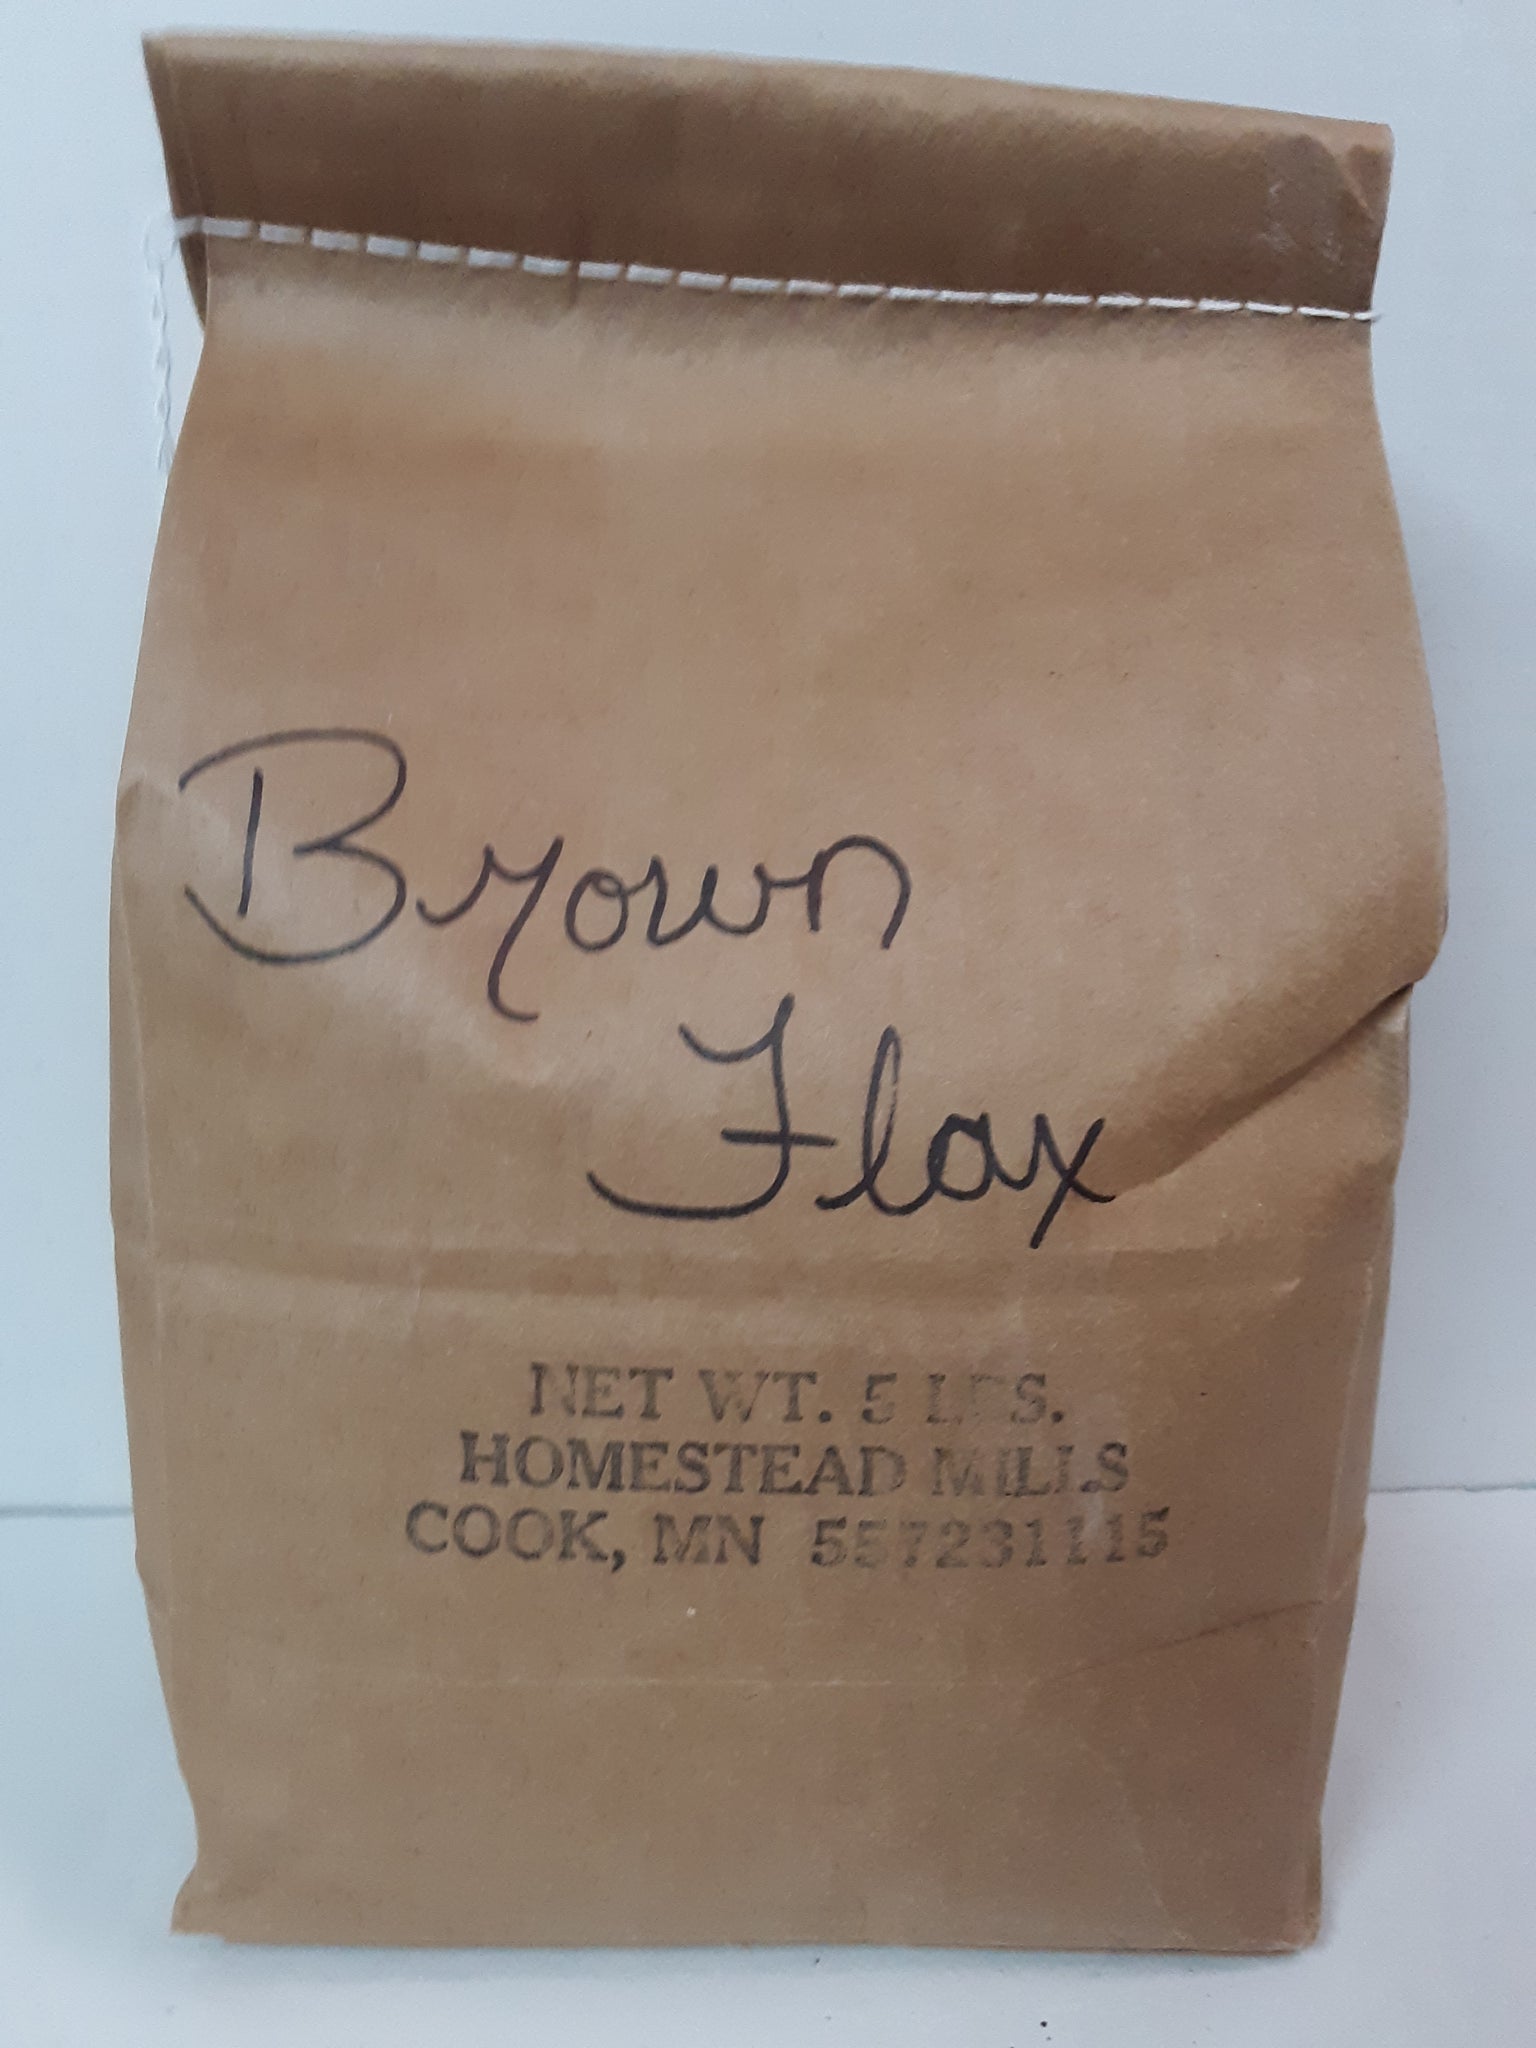 Brown
Flax
NET WT. 5 LBS.
HOMESTEAD MILLS
COOK, MN 557231115